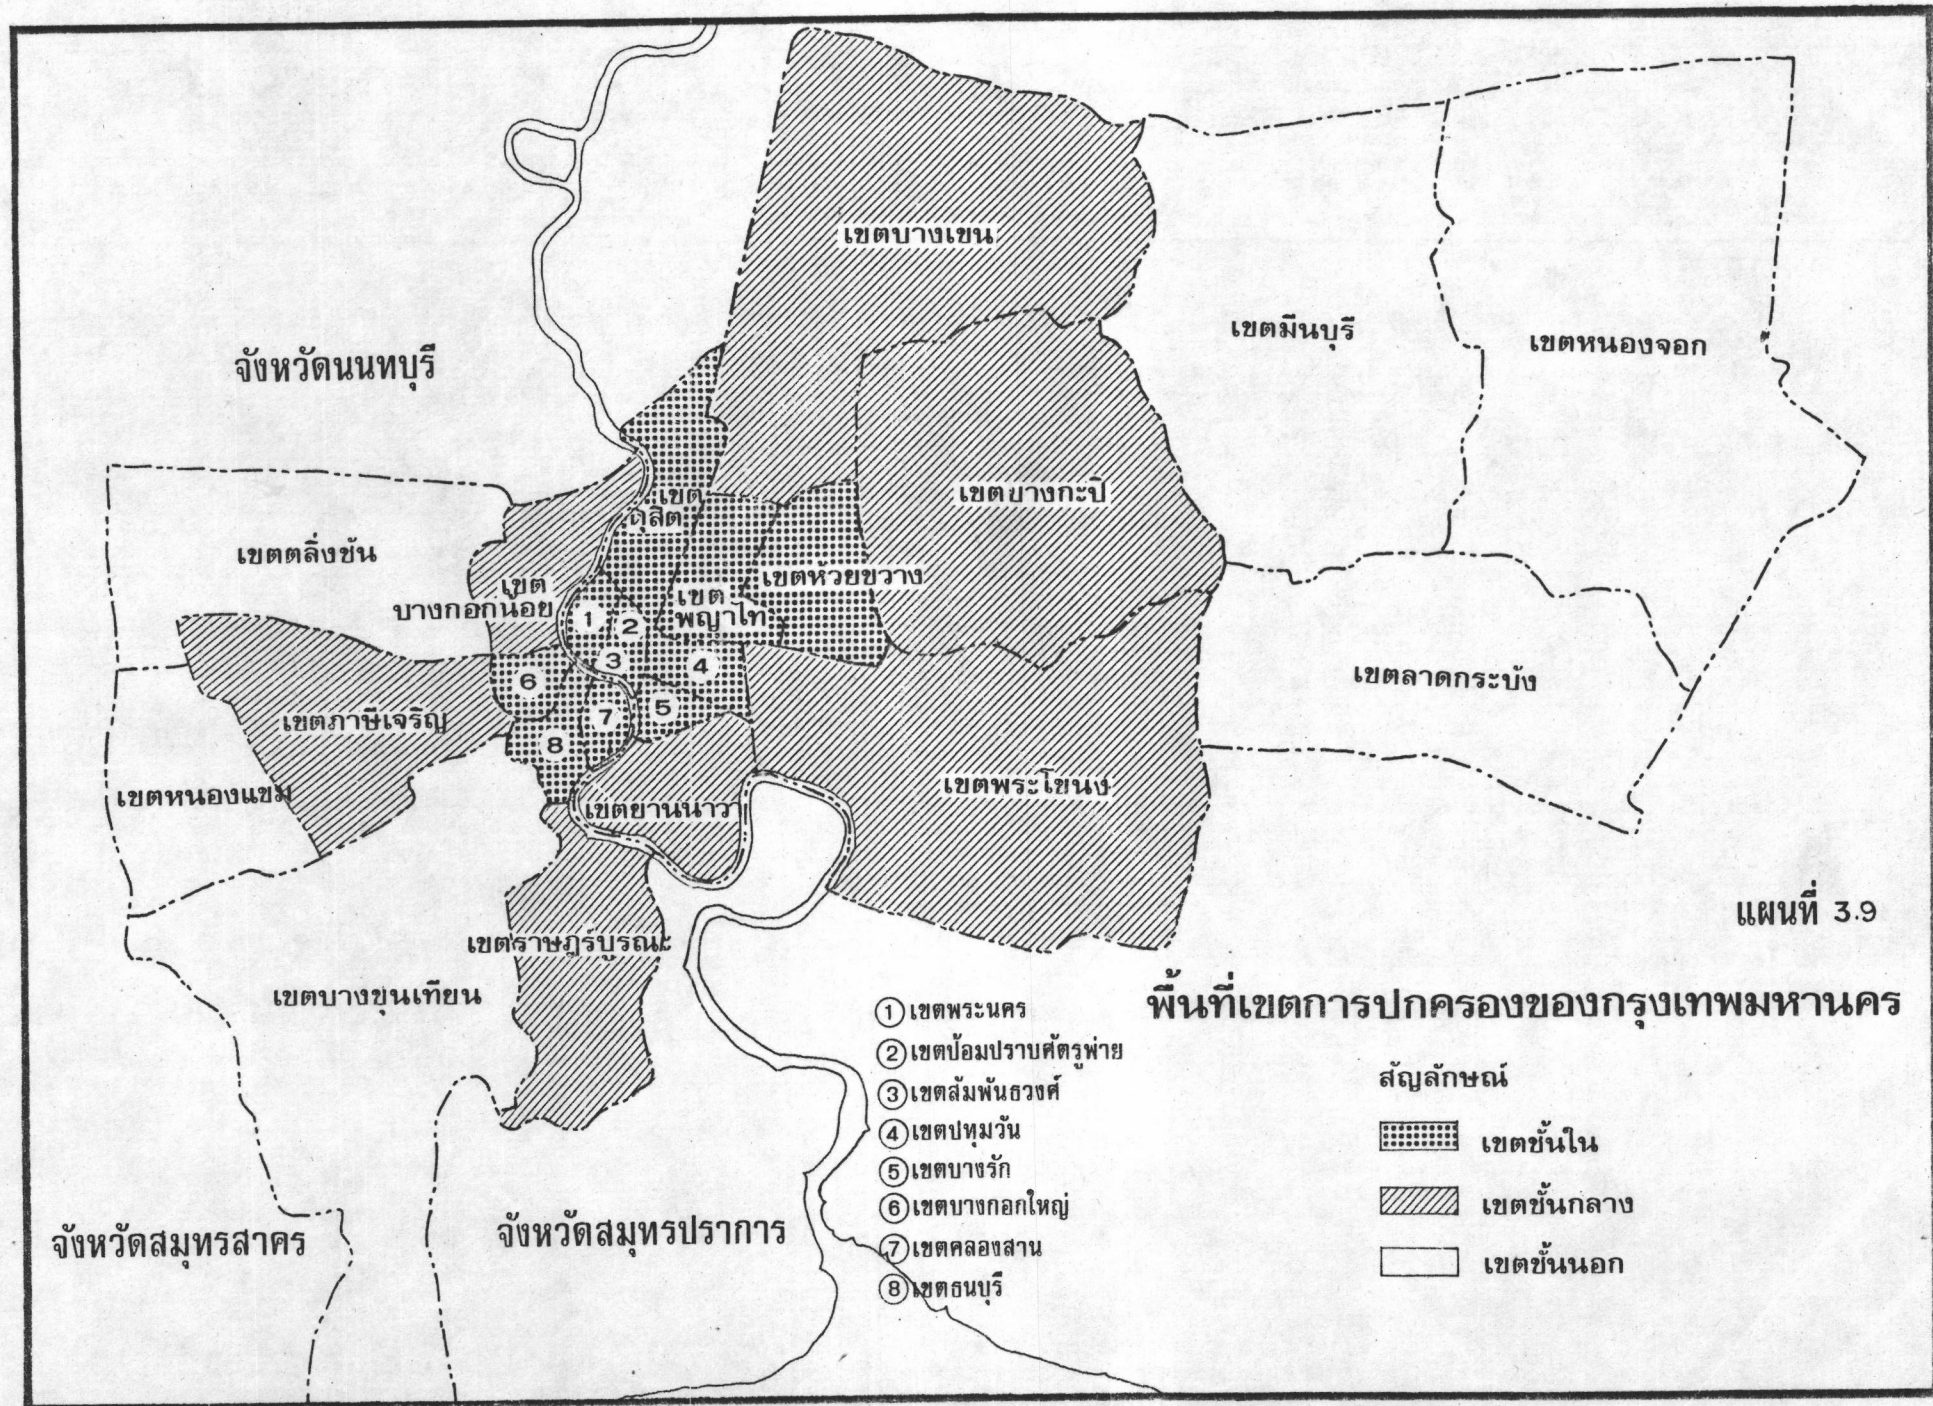 เขตบางเขน
เขตมีนบุรี
เขตหนองจอก
จังหวัดนนทบุรี
เขต
ดุสิต
เขตบางกะปิ
เขตตลิ่งชัน
เขต
บางกอกน้อย
เขต
พญาไท
เขตห้วยขวาง
1
2
3
4
5
6
7
8
เขตภาษีเจริญ
เขตลาดกระบัง
เขตหนองแขม
เขตยานนาวา
เขตพระโขนง
เขตราษฎร์บูรณะ
เขตบางขุนเทียน
จังหวัดสมุทรสาคร
จังหวัดสมุทรปราการ
1 เขตพระนคร
2 เขตป้อมปราบศัตรูพ่าย
3 เขตสัมพันธวงศ์
4 เขตปทุมวัน
5 เขตบางรัก
6 เขตบางกอกใหญ่
7 เขตคลองสาน
8 เขตธนบุรี
แผนที่ 3.9
พื้นที่เขตการปกครองของกรุงเทพมหานคร
สัญลักษณ์
เขตชั้นใน
เขตชั้นกลาง
เขตชั้นนอก